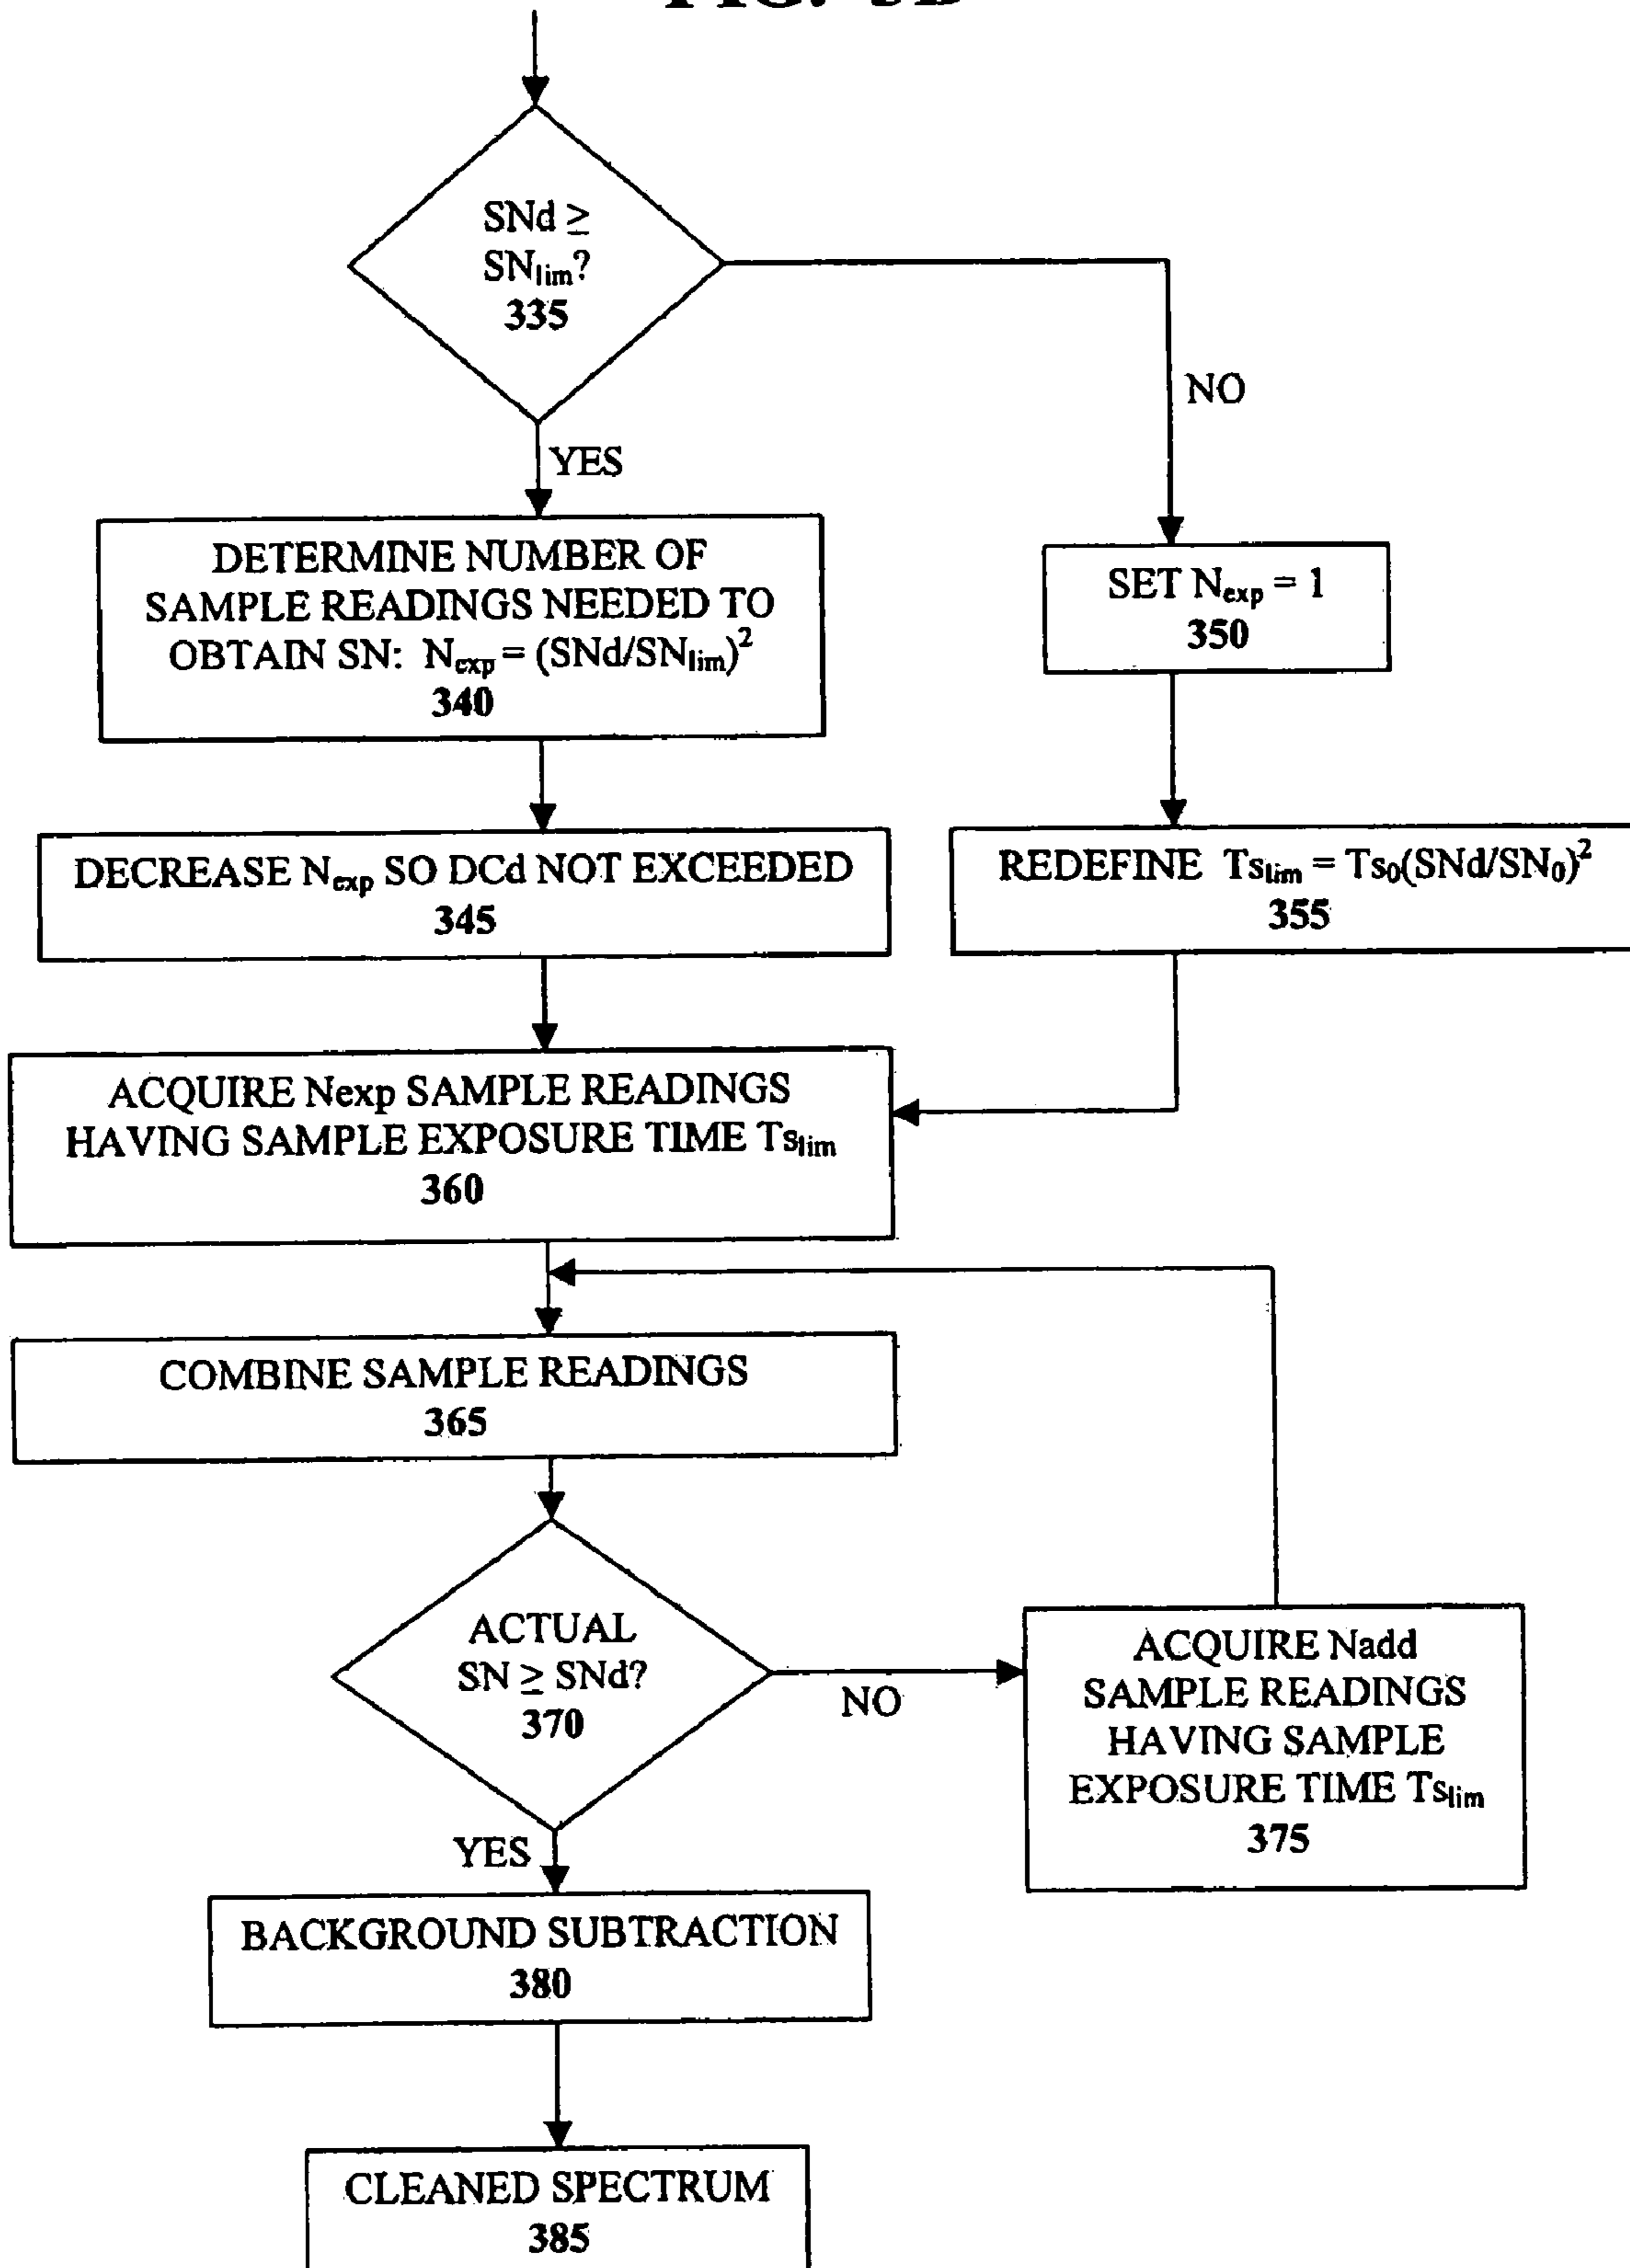 SNd ≥
SNlim?
335
NO
YES
DETERMINE NUMBER OF
SAMPLE READINGS NEEDED TO
OBTAIN SN: Nexp = (SNd/SNlim)²
340
SET Nexp = 1
350
DECREASE Nexp SO DCd NOT EXCEEDED
345
REDEFINE Tslim = Ts0(SNd/SN0)²
355
ACQUIRE Nexp SAMPLE READINGS
HAVING SAMPLE EXPOSURE TIME Tslim
360
COMBINE SAMPLE READINGS
365
ACTUAL
SN ≥ SNd?
370
NO
ACQUIRE Nadd
SAMPLE READINGS
HAVING SAMPLE
EXPOSURE TIME Tslim
375
YES
BACKGROUND SUBTRACTION
380
CLEANED SPECTRUM
385